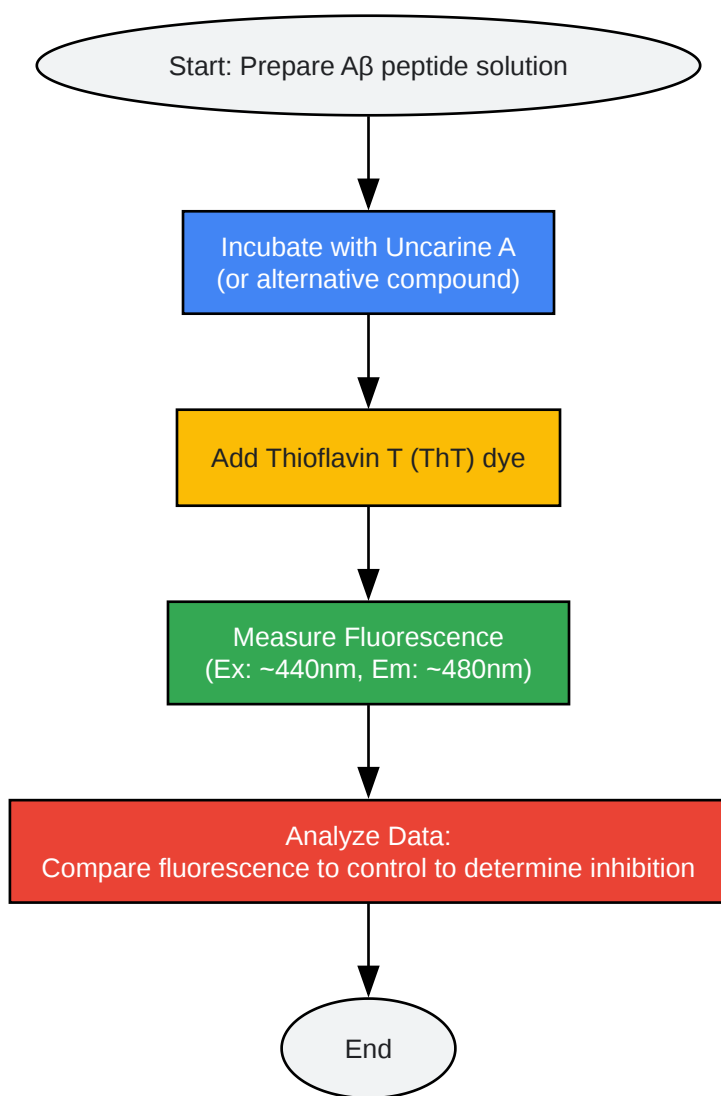 Start: Prepare Aβ peptide solution
Incubate with Uncarine A
(or alternative compound)
Add Thioflavin T (ThT) dye
Measure Fluorescence
(Ex: ~440nm, Em: ~480nm)
Analyze Data:
Compare fluorescence to control to determine inhibition
End